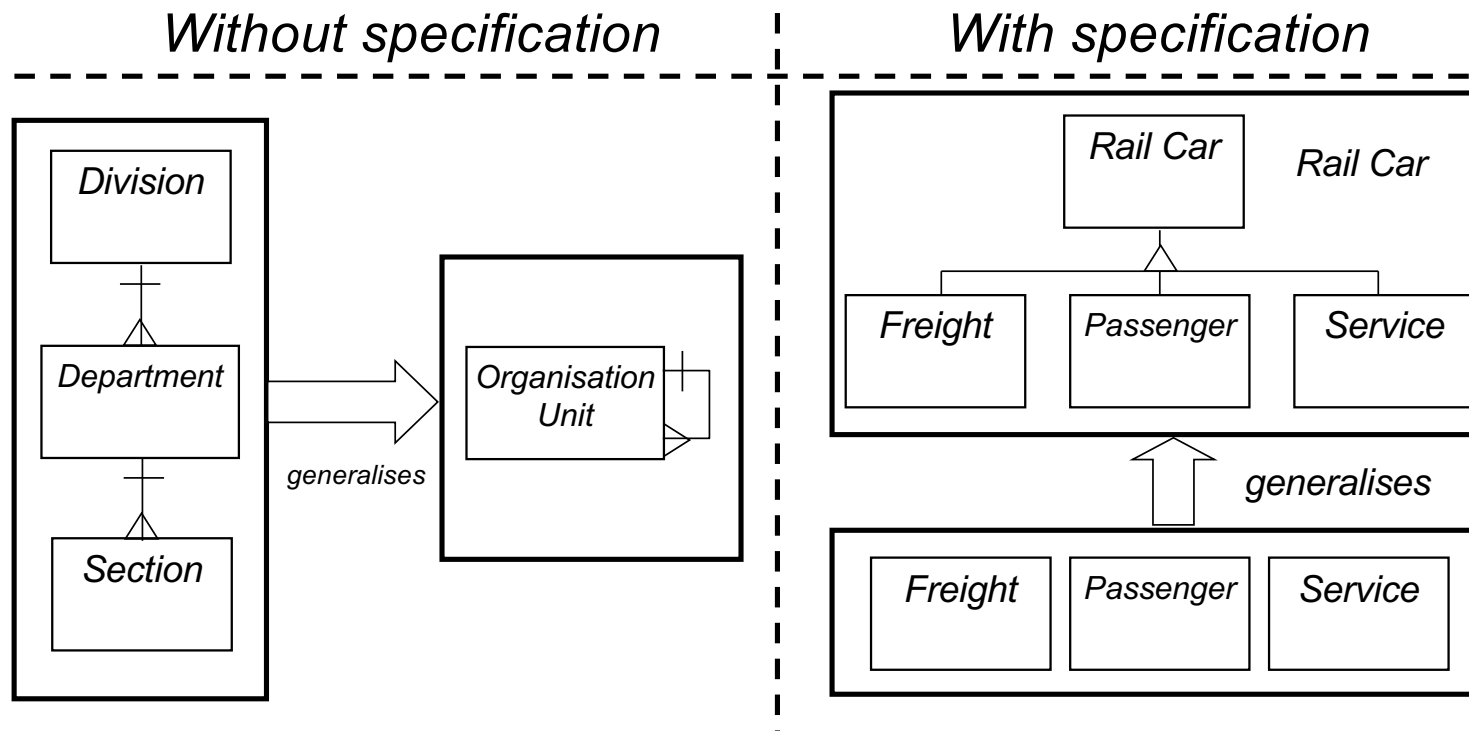 Without specification
With specification
Division
Department
Section
generalises
Organisation
Unit
Rail Car
Rail Car
Freight
Passenger
Service
generalises
Freight
Passenger
Service